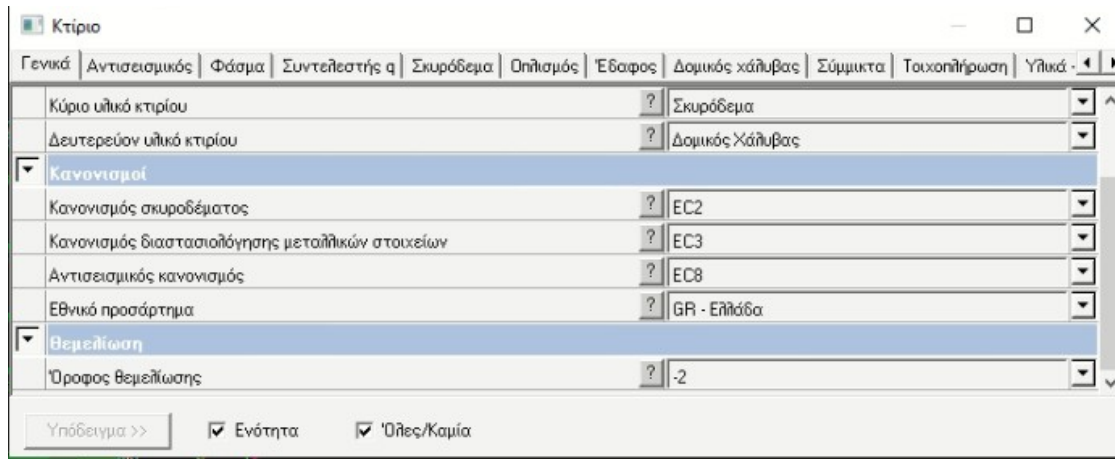 Κτίριο
Γενικά Αντισεισμικός Φάσμα Συντελεστής q Σκυρόδεμα Οπλισμός Έδαφος Δομικός χάλυβας Σύμμικτα Τοιχοπλήρωση Υλικά -
Κύριο υλικό κτιρίου ? Σκυρόδεμα
Δευτερεύον υλικό κτιρίου ? Δομικός Χάλυβας
Κανονισμοί
Κανονισμός σκυροδέματος ? EC2
Κανονισμός διαστασιολόγησης μεταλλικών στοιχείων ? EC3
Αντισεισμικός κανονισμός ? EC8
Εθνικό προσάρτημα ? GR - Ελλάδα
Θεμελίωση
Όροφος θεμελίωσης ? -2
Υπόδειγμα >> Ενότητα Όλες/Καμία